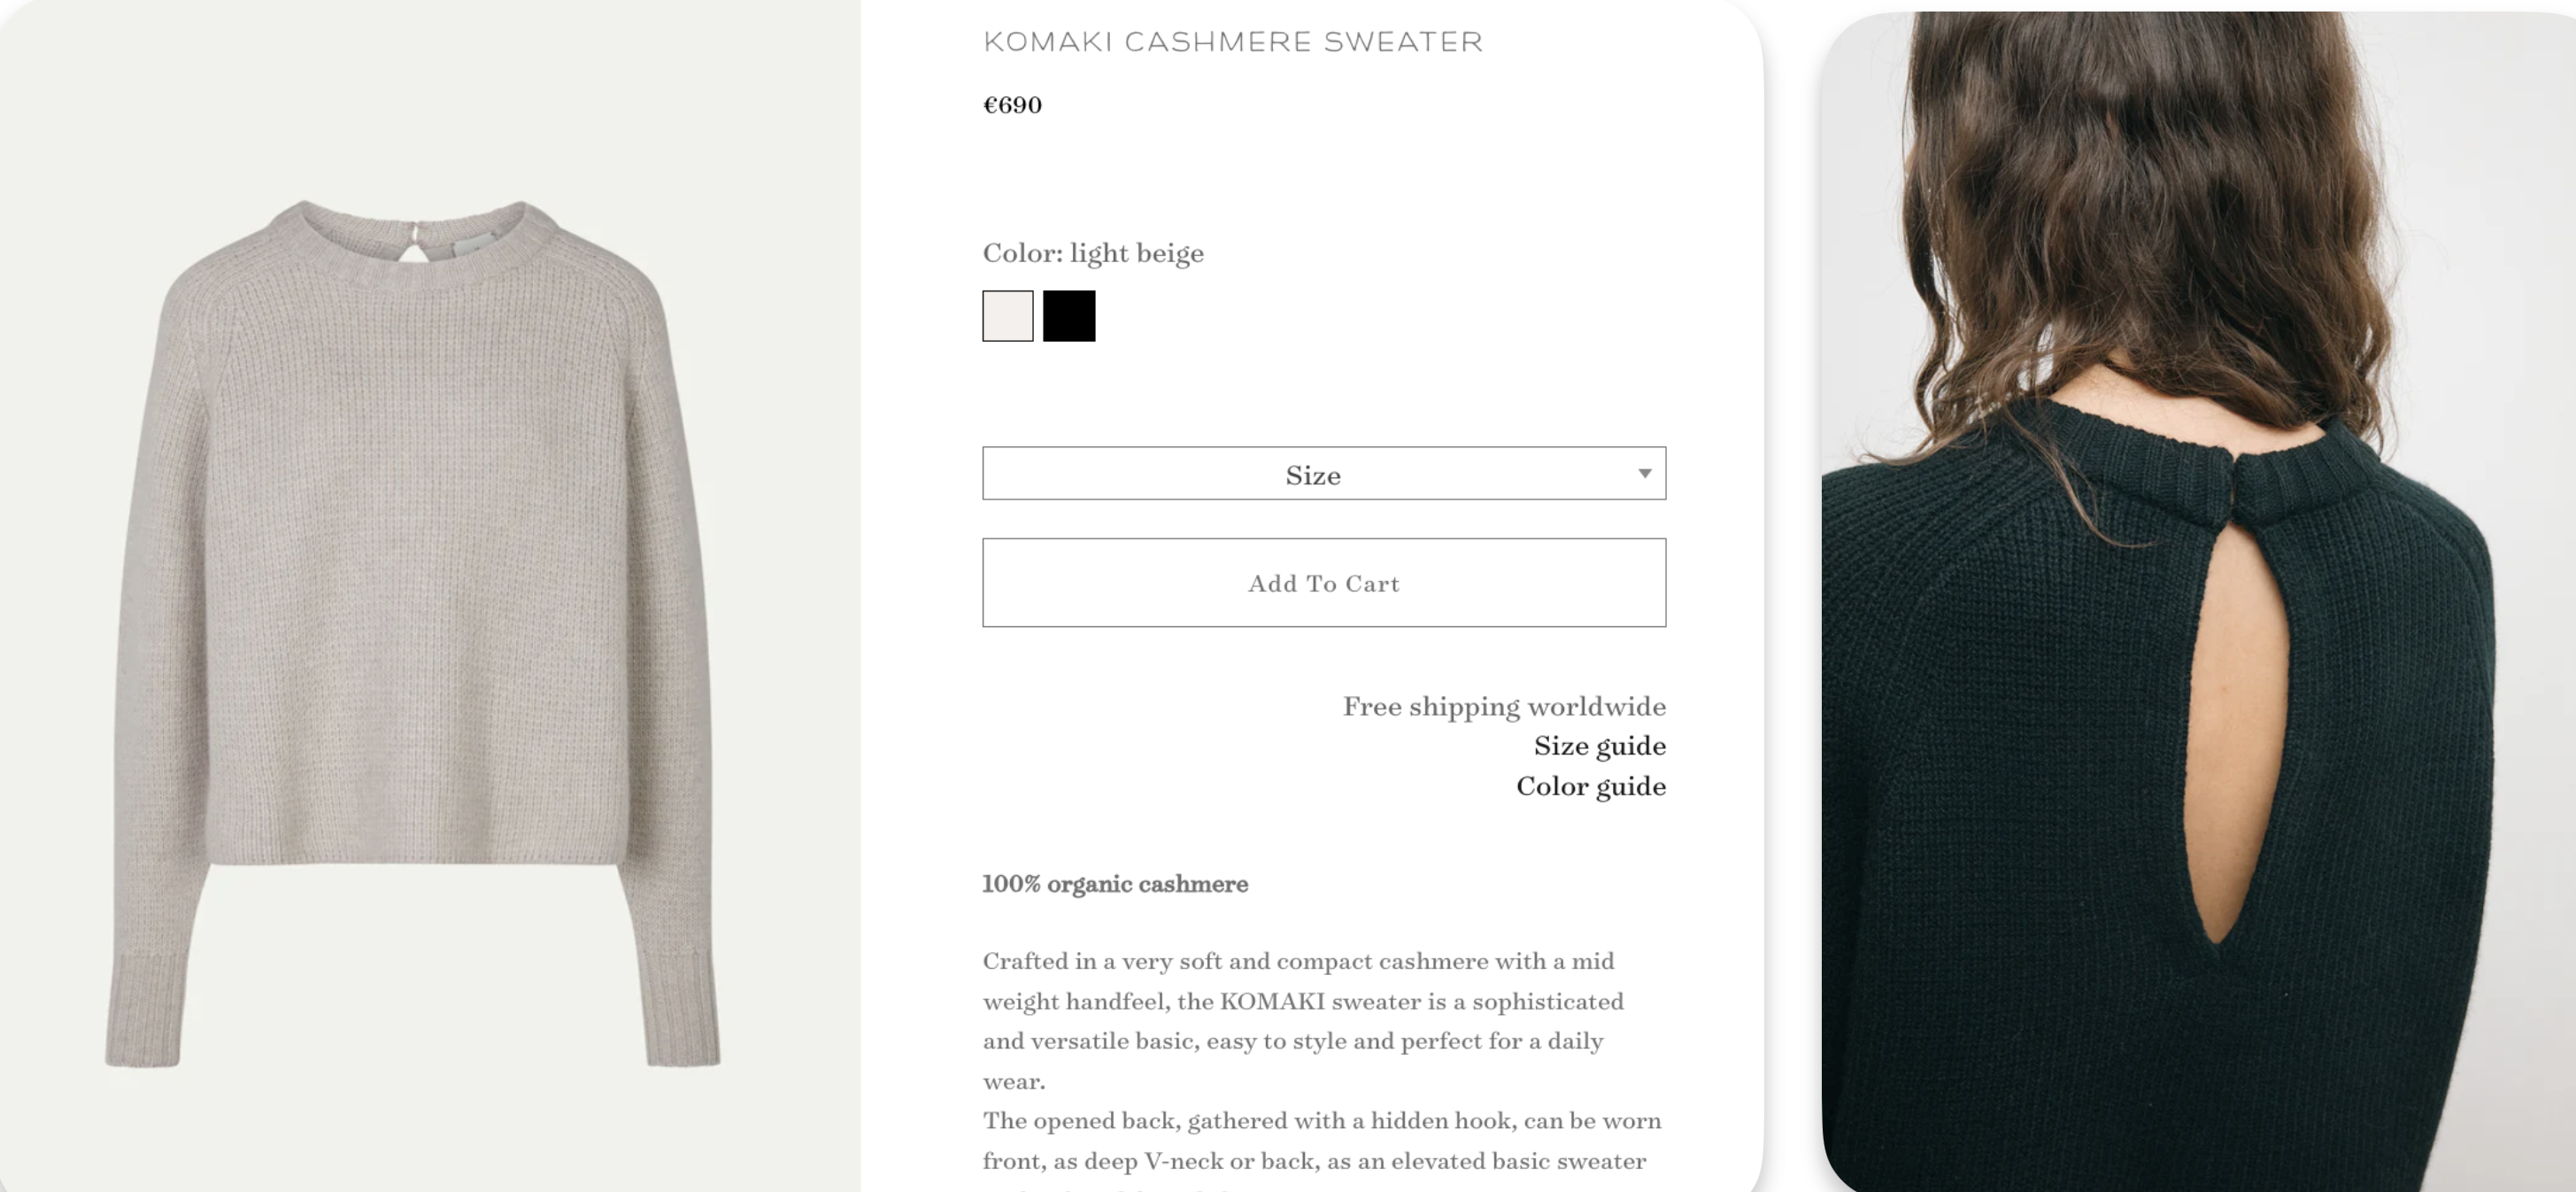 KOMAKI CASHMERE SWEATER
€690
Color: light beige
Size
Add To Cart
Free shipping worldwide
Size guide
Color guide
100% organic cashmere
Crafted in a very soft and compact cashmere with a mid
weight handfeel, the KOMAKI sweater is a sophisticated
and versatile basic, easy to style and perfect for a daily
wear.
The opened back, gathered with a hidden hook, can be worn
front, as deep V-neck or back, as an elevated basic sweater